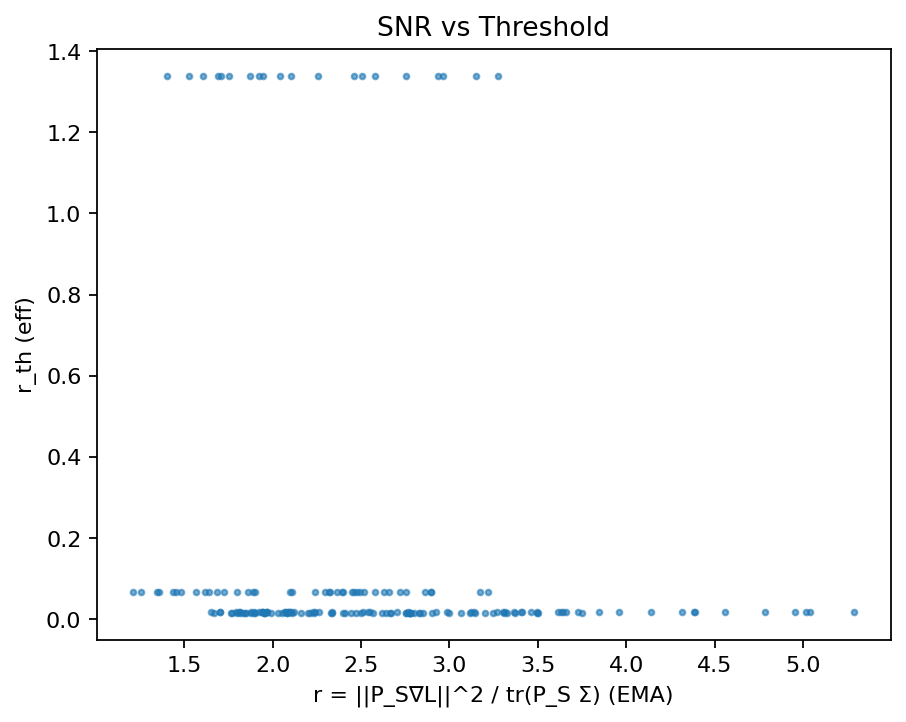 SNR vs Threshold
1.4
1.2
1.0
0.8
0.6
0.4
0.2
0.0
r_th (eff)
1.5 2.0 2.5 3.0 3.5 4.0 4.5 5.0
r = ||P_S∇L||^2 / tr(P_S Σ) (EMA)